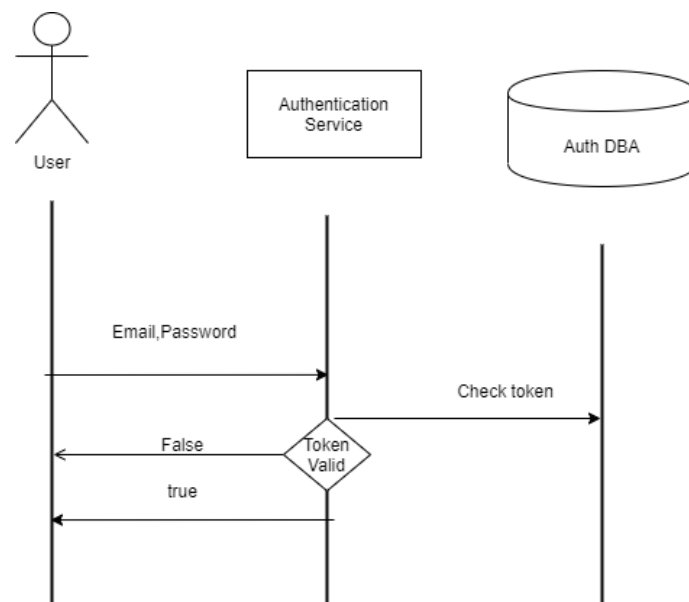 Authentication
Service
Auth DBA
User
Email,Password
Check token
False
Token
Valid
true